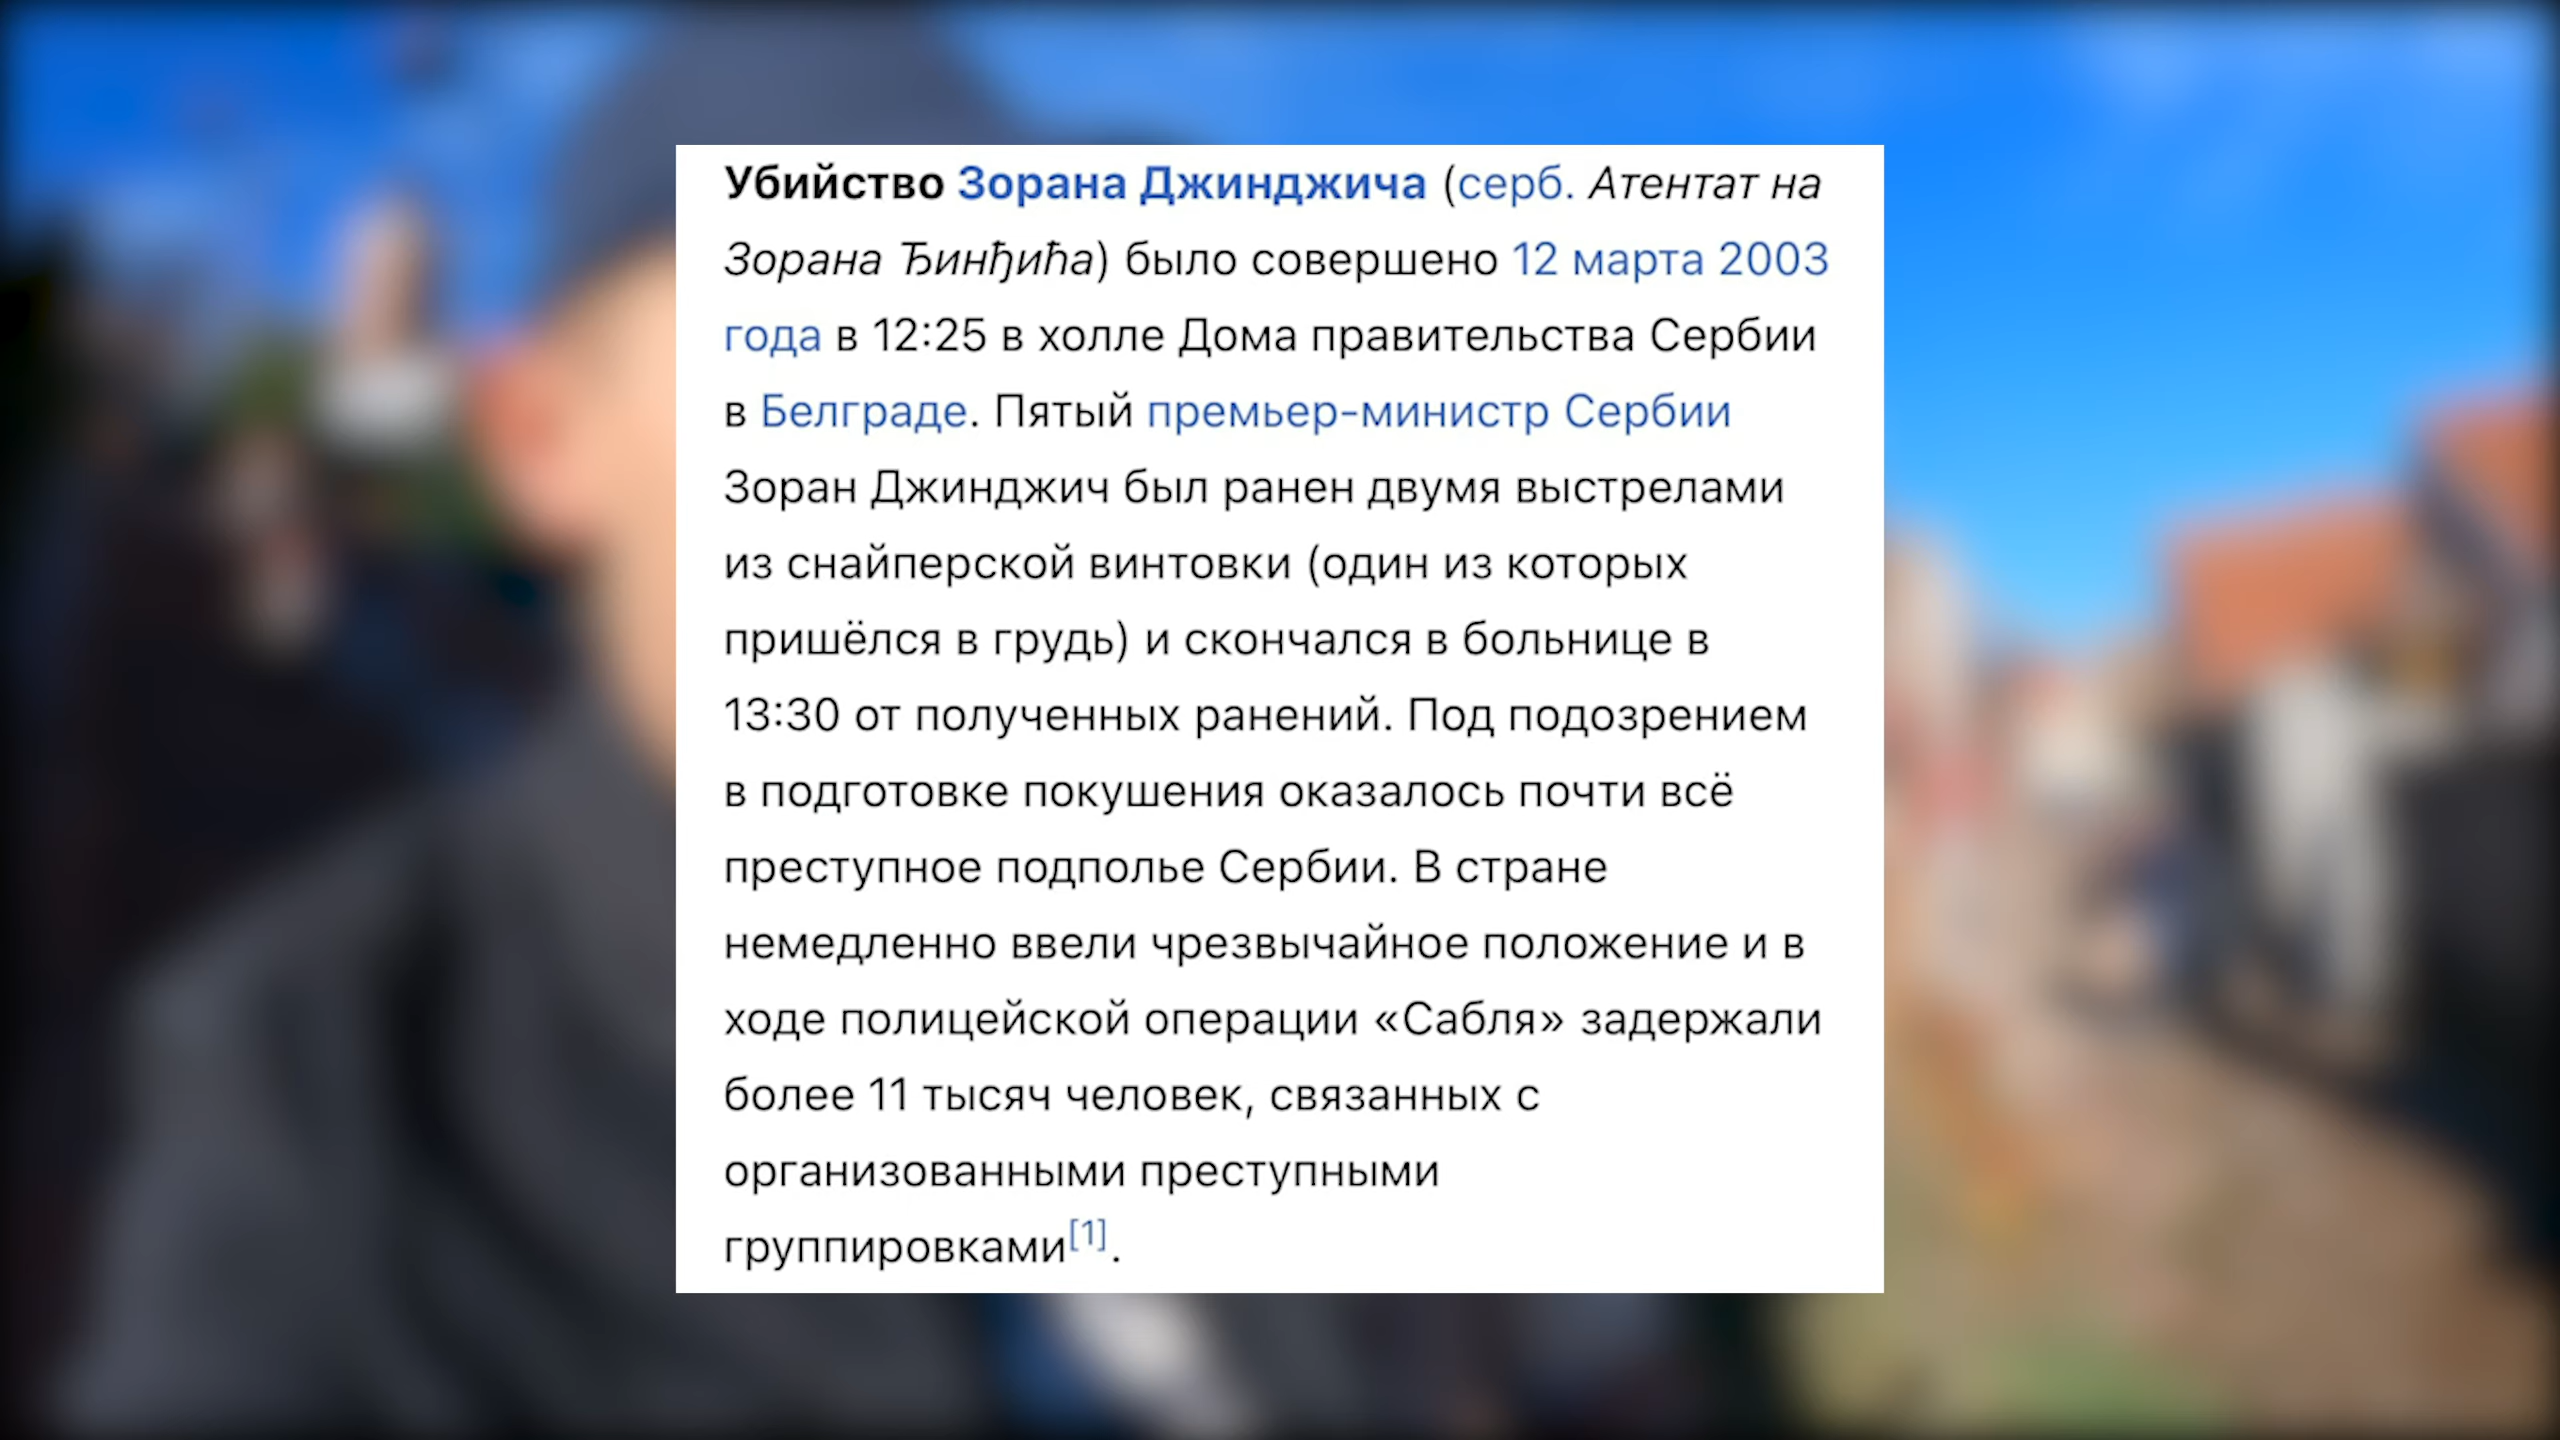 Убийство Зорана Джинджича (серб. Атентат на
Зорана Ђинђића) было совершено 12 марта 2003
года в 12:25 в холле Дома правительства Сербии
в Белграде. Пятый премьер-министр Сербии
Зоран Джинджич был ранен двумя выстрелами
из снайперской винтовки (один из которых
пришёлся в грудь) и скончался в больнице в
13:30 от полученных ранений. Под подозрением
в подготовке покушения оказалось почти всё
преступное подполье Сербии. В стране
немедленно ввели чрезвычайное положение и в
ходе полицейской операции «Сабля» задержали
более 11 тысяч человек, связанных с
организованными преступными
группировками[1].